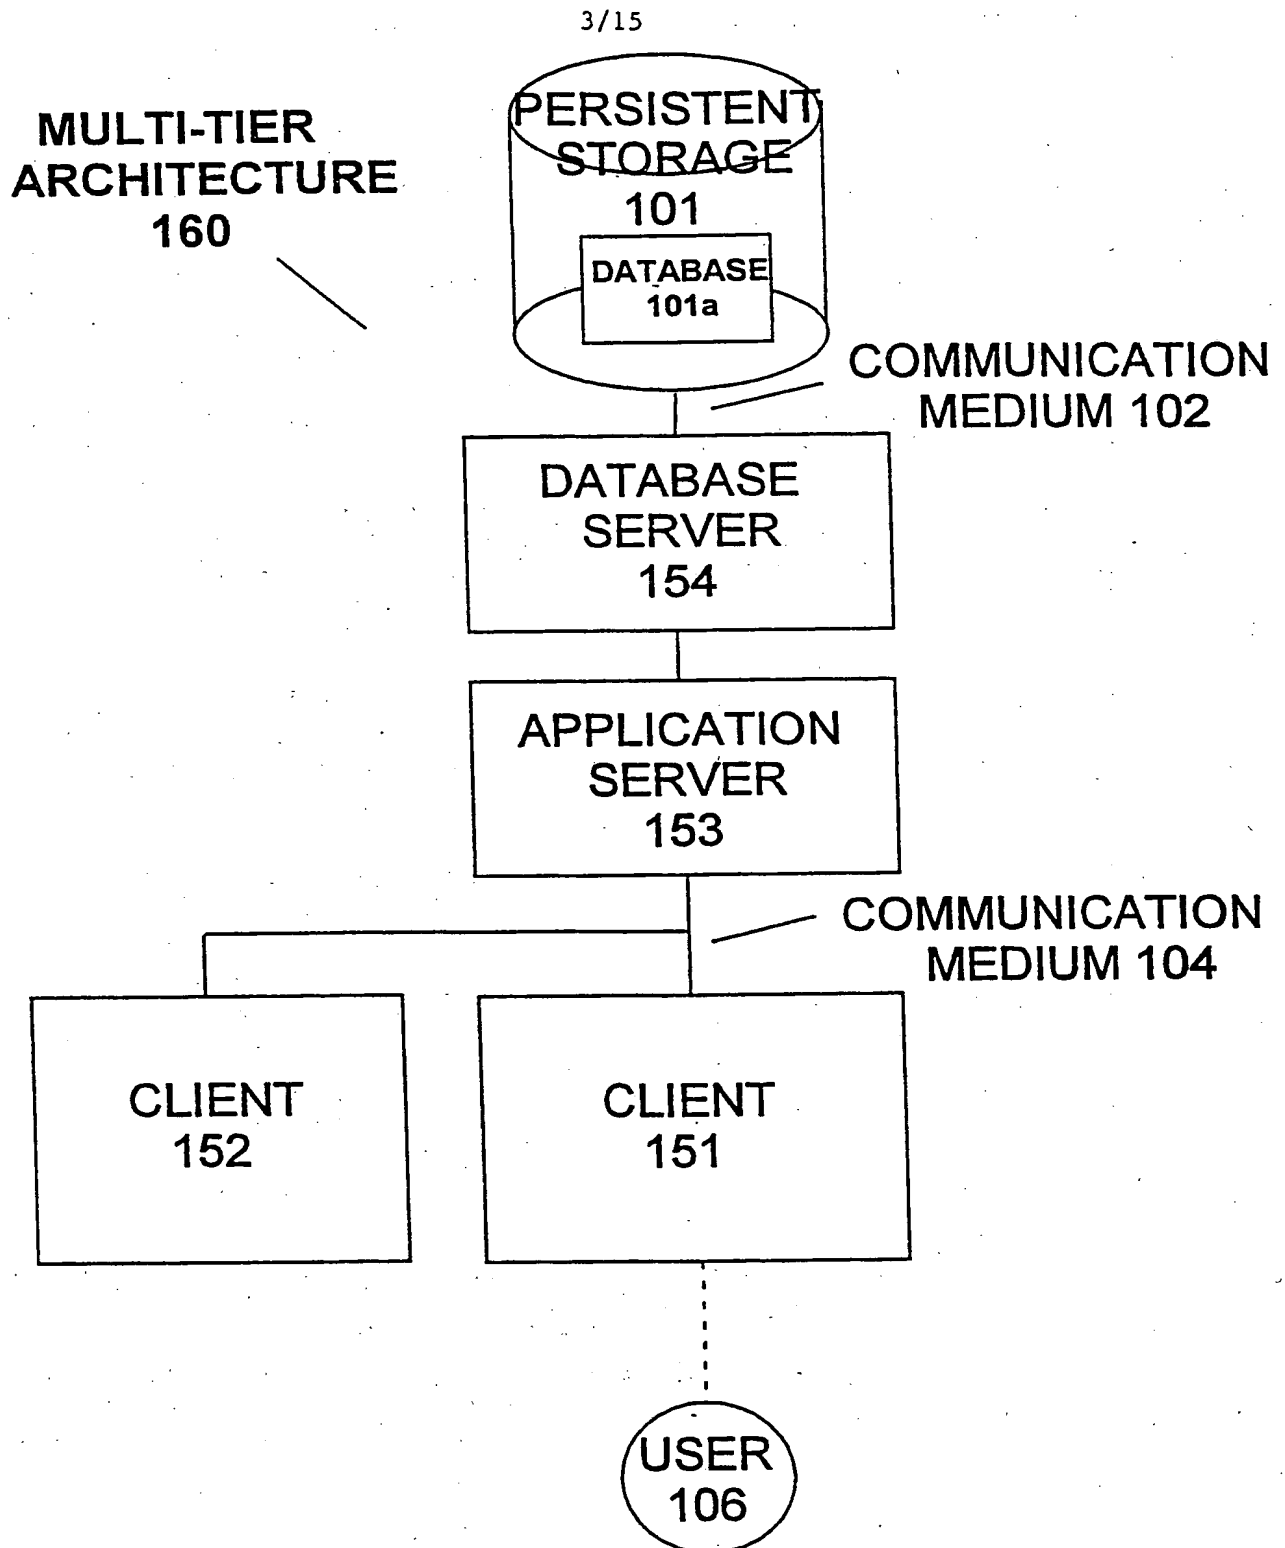 3/15
MULTI-TIER
ARCHITECTURE
160
PERSISTENT
STORAGE
101
DATABASE
101a
COMMUNICATION
MEDIUM 102
DATABASE
SERVER
154
APPLICATION
SERVER
153
COMMUNICATION
MEDIUM 104
CLIENT
152
CLIENT
151
USER
106